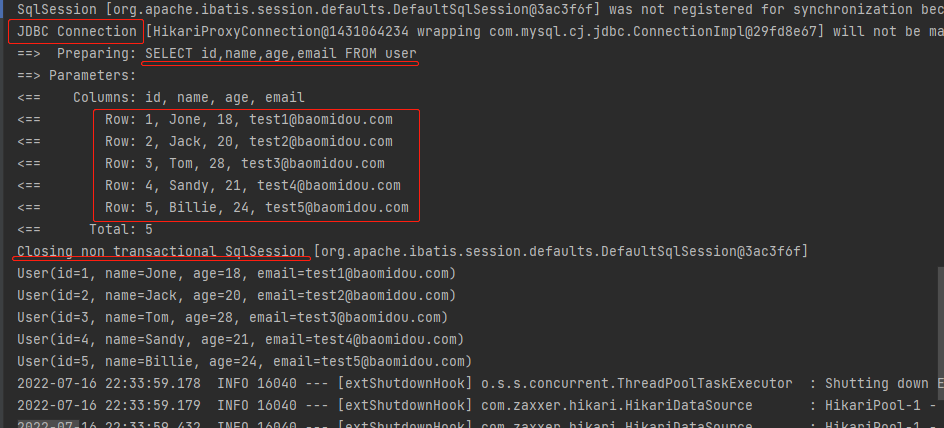 SqlSession [org.apache.ibatis.session.defaults.DefaultSqlSession@3ac3f6f] was not registered for synchronization bec
JDBC Connection [HikariProxyConnection@1431064234 wrapping com.mysql.cj.jdbc.ConnectionImpl@29fd8e67] will not be ma
==>  Preparing: SELECT id,name,age,email FROM user
==> Parameters:
<==    Columns: id, name, age, email
<==        Row: 1, Jone, 18, test1@baomidou.com
<==        Row: 2, Jack, 20, test2@baomidou.com
<==        Row: 3, Tom, 28, test3@baomidou.com
<==        Row: 4, Sandy, 21, test4@baomidou.com
<==        Row: 5, Billie, 24, test5@baomidou.com
<==      Total: 5
Closing non transactional SqlSession [org.apache.ibatis.session.defaults.DefaultSqlSession@3ac3f6f]
User(id=1, name=Jone, age=18, email=test1@baomidou.com)
User(id=2, name=Jack, age=20, email=test2@baomidou.com)
User(id=3, name=Tom, age=28, email=test3@baomidou.com)
User(id=4, name=Sandy, age=21, email=test4@baomidou.com)
User(id=5, name=Billie, age=24, email=test5@baomidou.com)
2022-07-16 22:33:59.178  INFO 16040 --- [extShutdownHook] o.s.s.concurrent.ThreadPoolTaskExecutor  : Shutting down E
2022-07-16 22:33:59.179  INFO 16040 --- [extShutdownHook] com.zaxxer.hikari.HikariDataSource       : HikariPool-1 -
2022-07-16 22:33:59.432  INFO 16040 --- [extShutdownHook] com.zaxxer.hikari.HikariDataSource       : HikariPool-1 -